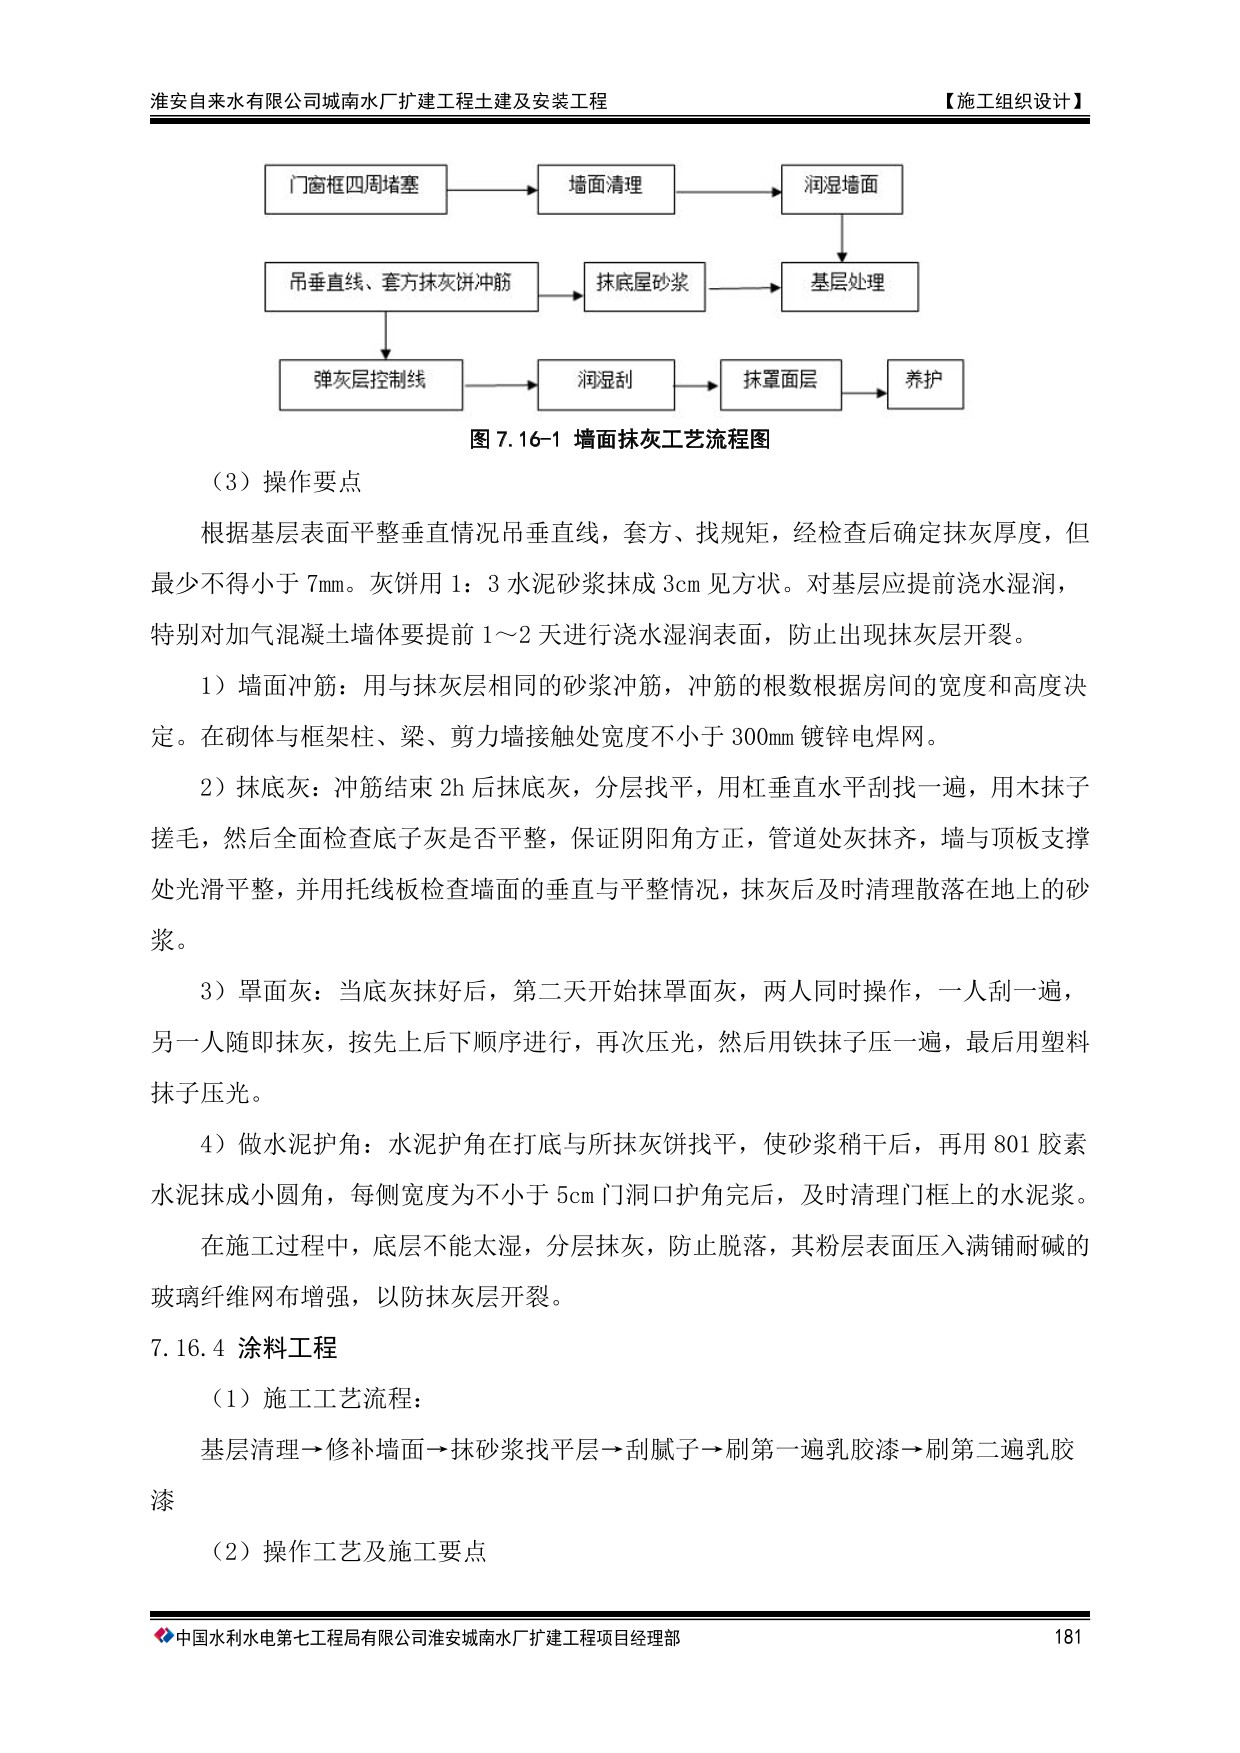 淮安自来水有限公司城南水厂扩建工程土建及安装工程 【施工组织设计】
门窗框四周堵塞 墙面清理 润湿墙面
吊垂直线、套方抹灰饼冲筋 抹底屋砂浆 基层处理
弹灰层控制线 润湿刮 抹罩面层 养护
图 7.16-1 墙面抹灰工艺流程图
（3）操作要点
根据基层表面平整垂直情况吊垂直线，套方、找规矩，经检查后确定抹灰厚度，但
最少不得小于 7mm。灰饼用 1：3 水泥砂浆抹成 3cm 见方状。对基层应提前浇水湿润，
特别对加气混凝土墙体要提前 1～2 天进行浇水湿润表面，防止出现抹灰层开裂。
1）墙面冲筋：用与抹灰层相同的砂浆冲筋，冲筋的根数根据房间的宽度和高度决
定。在砌体与框架柱、梁、剪力墙接触处宽度不小于 300mm 镀锌电焊网。
2）抹底灰：冲筋结束 2h 后抹底灰，分层找平，用杠垂直水平刮找一遍，用木抹子
搓毛，然后全面检查底子灰是否平整，保证阴阳角方正，管道处灰抹齐，墙与顶板支撑
处光滑平整，并用托线板检查墙面的垂直与平整情况，抹灰后及时清理散落在地上的砂
浆。
3）罩面灰：当底灰抹好后，第二天开始抹罩面灰，两人同时操作，一人刮一遍，
另一人随即抹灰，按先上后下顺序进行，再次压光，然后用铁抹子压一遍，最后用塑料
抹子压光。
4）做水泥护角：水泥护角在打底与所抹灰饼找平，使砂浆稍干后，再用 801 胶素
水泥抹成小圆角，每侧宽度为不小于 5cm 门洞口护角完后，及时清理门框上的水泥浆。
在施工过程中，底层不能太湿，分层抹灰，防止脱落，其粉层表面压入满铺耐碱的
玻璃纤维网布增强，以防抹灰层开裂。
7.16.4 涂料工程
（1）施工工艺流程：
基层清理→修补墙面→抹砂浆找平层→刮腻子→刷第一遍乳胶漆→刷第二遍乳胶
漆
（2）操作工艺及施工要点
中国水利水电第七工程局有限公司淮安城南水厂扩建工程项目经理部 181